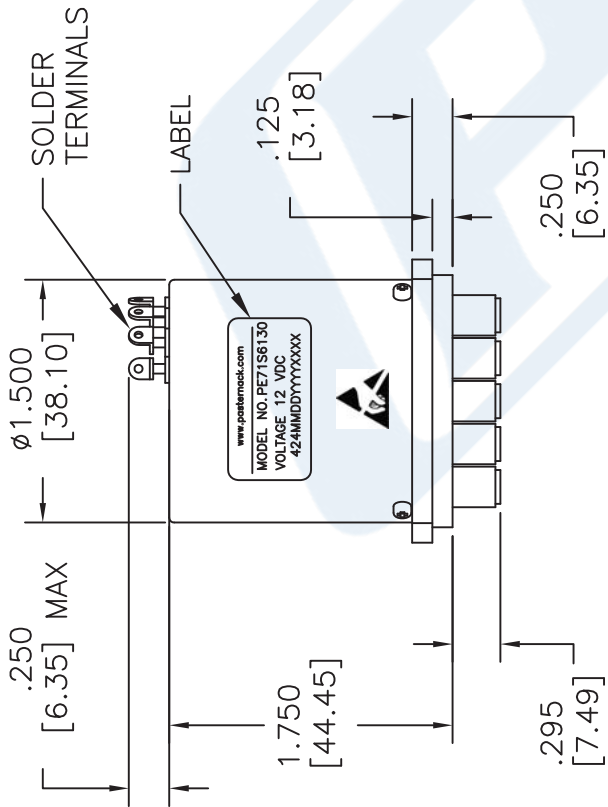 SOLDER
TERMINALS
LABEL
ø1.500
[38.10]
.250
[6.35] MAX
.125
[3.18]
www.pasternack.com
MODEL NO.PE71S6130
VOLTAGE 12 VDC
424MMDDYYYYXXXX
1.750
[44.45]
.250
[6.35]
.295
[7.49]